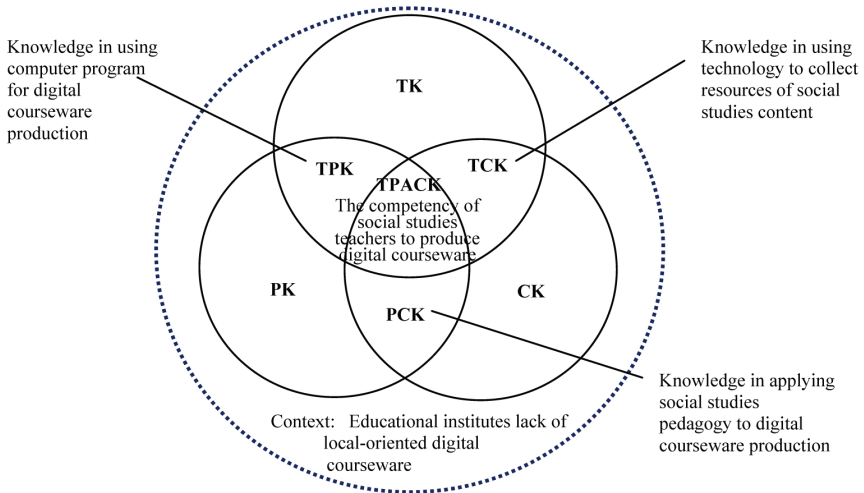 Knowledge in using
computer program
for digital
courseware
production
Knowledge in using
technology to collect
resources of social
studies content
TK
TPK
TCK
TPACK
The competency of
social studies
teachers to produce
digital courseware
PK
CK
PCK
Knowledge in applying
social studies
pedagogy to digital
courseware production
Context: Educational institutes lack of
local-oriented digital
courseware